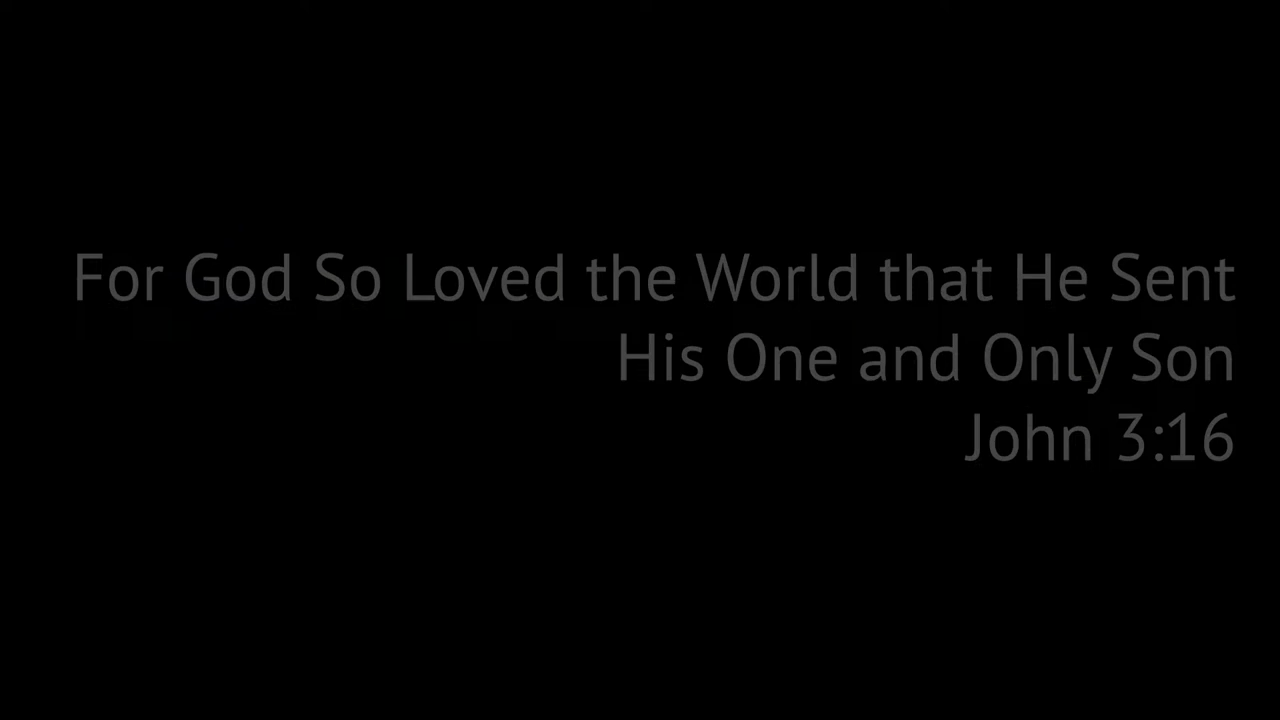 For God So Loved the World that He Sent
His One and Only Son
John 3:16